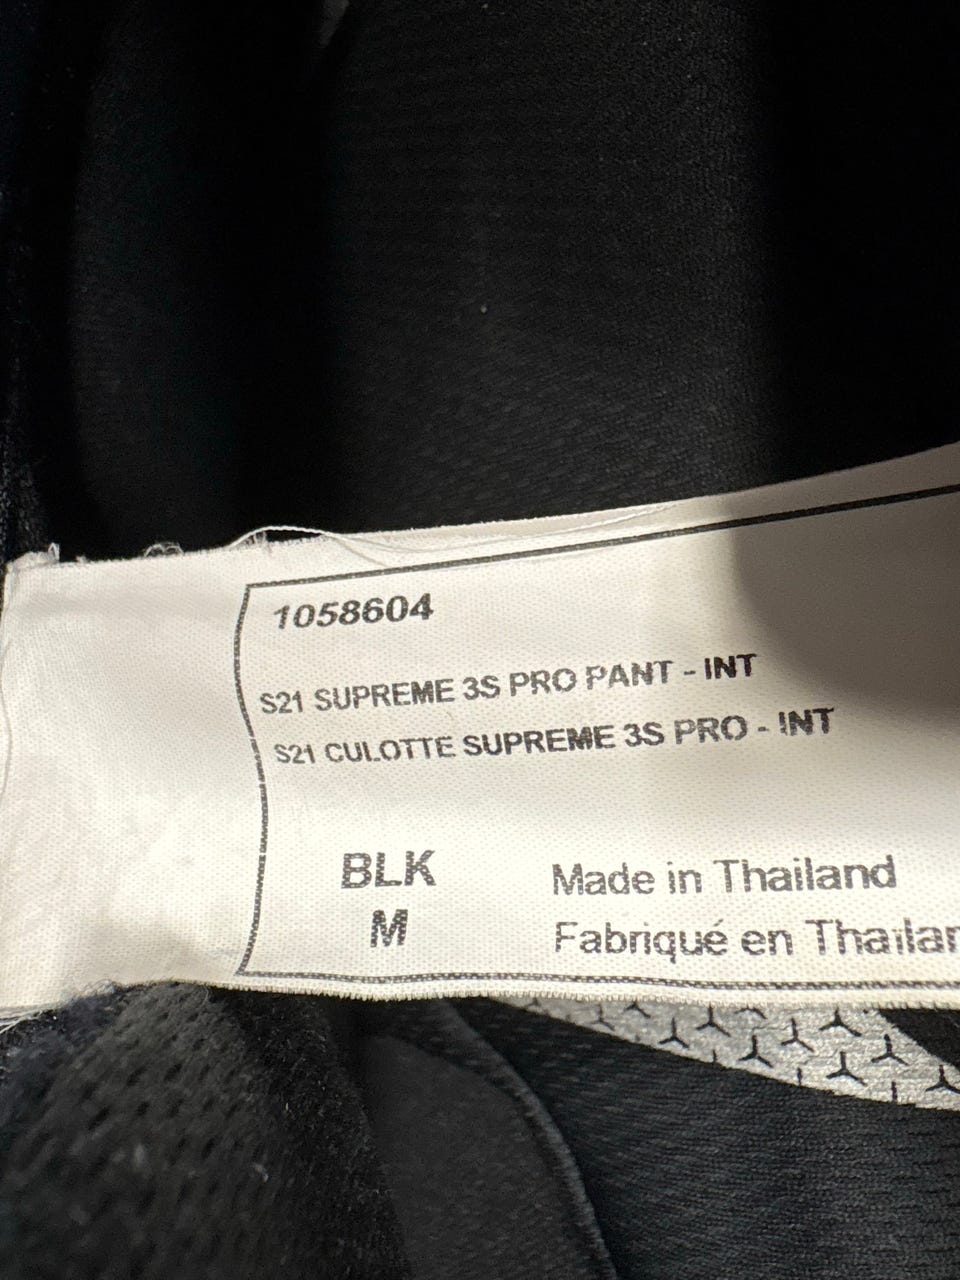 1058604
S21 SUPREME 3S PRO PANT - INT
S21 CULOTTE SUPREME 3S PRO - INT
BLK
Made in Thailand
M
Fabriqué en Thaïlan